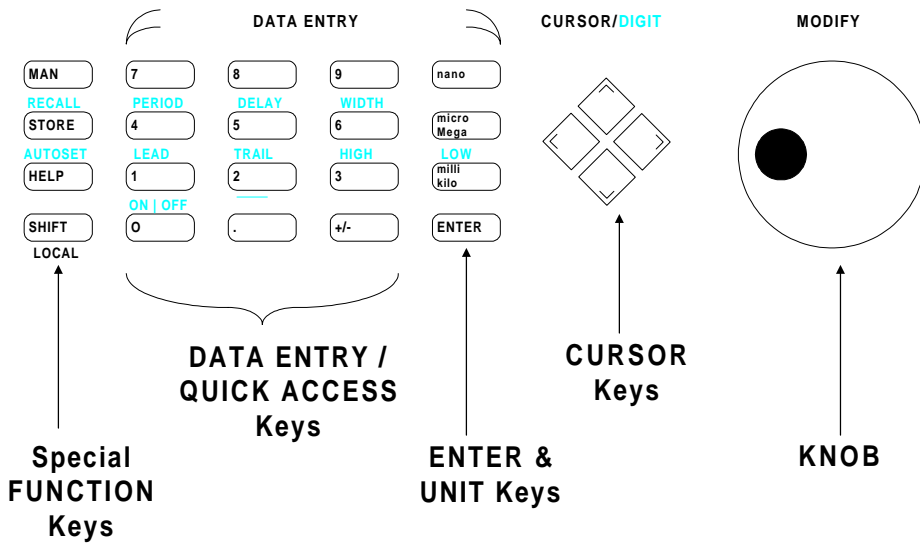 DATA ENTRY CURSOR/DIGIT MODIFY
MAN 7 8 9 nano
RECALL PERIOD DELAY WIDTH
STORE 4 5 6 micro
Mega
AUTOSET LEAD TRAIL HIGH LOW
HELP 1 2 3 milli
kilo
ON | OFF
SHIFT O . +/- ENTER
LOCAL
DATA ENTRY /
QUICK ACCESS
Keys
CURSOR
Keys
Special
FUNCTION
Keys
ENTER &
UNIT Keys
KNOB